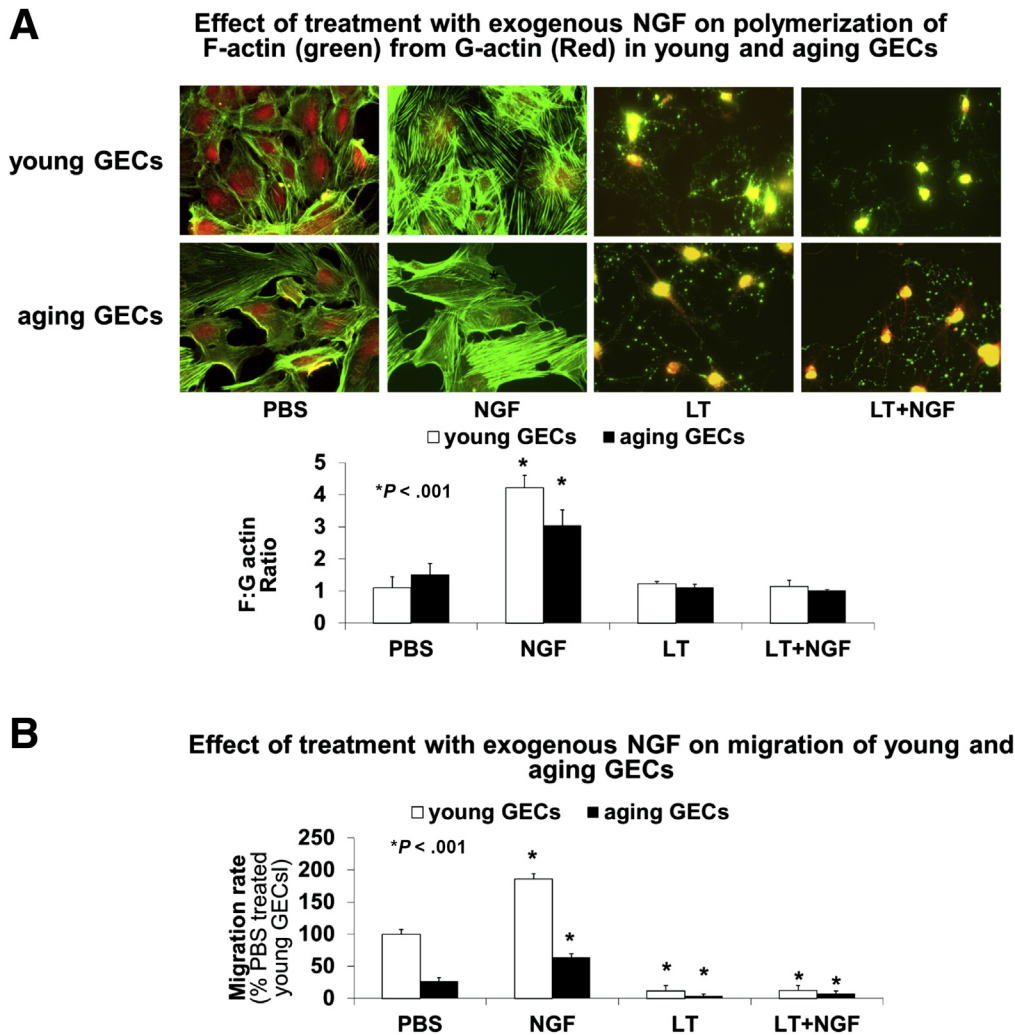 A
Effect of treatment with exogenous NGF on polymerization of
F-actin (green) from G-actin (Red) in young and aging GECs
young GECs
*
aging GECs
PBS NGF LT LT+NGF
young GECs aging GECs
5
4
3
2
1
0
F:G actin
Ratio
*P < .001
* *
PBS NGF LT LT+NGF
B
Effect of treatment with exogenous NGF on migration of young and
aging GECs
young GECs aging GECs
250
200
150
100
50
0
Migration rate
(% PBS treated
young GECsl)
*P < .001
* * * * * *
PBS NGF LT LT+NGF